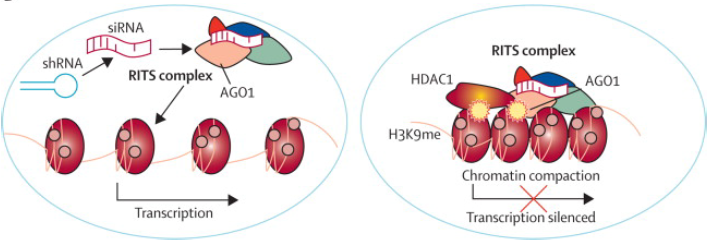 siRNA
shRNA
RITS complex
AGO1
Transcription
RITS complex
HDAC1
AGO1
H3K9me
Chromatin compaction
Transcription silenced